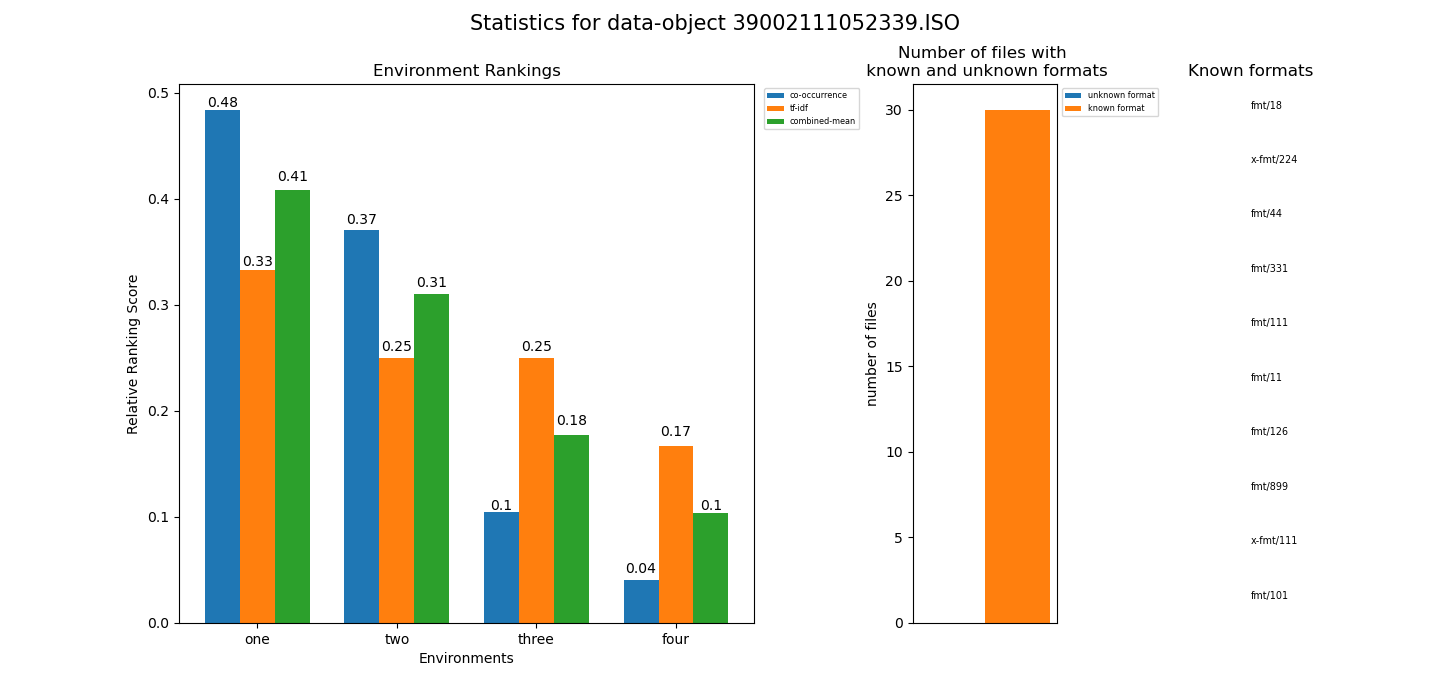 Statistics for data-object 39002111052339.ISO
Environment Rankings
0.5
0.4
0.3
0.2
0.1
0.0
Relative Ranking Score
0.48
0.33
0.41
0.37
0.25
0.31
0.1
0.25
0.18
0.04
0.17
0.1
one
two
three
four
Environments
co-occurrence
tf-idf
combined-mean
Number of files with
known and unknown formats
30
25
20
15
10
5
0
number of files
unknown format
known format
Known formats
fmt/18
x-fmt/224
fmt/44
fmt/331
fmt/111
fmt/11
fmt/126
fmt/899
x-fmt/111
fmt/101